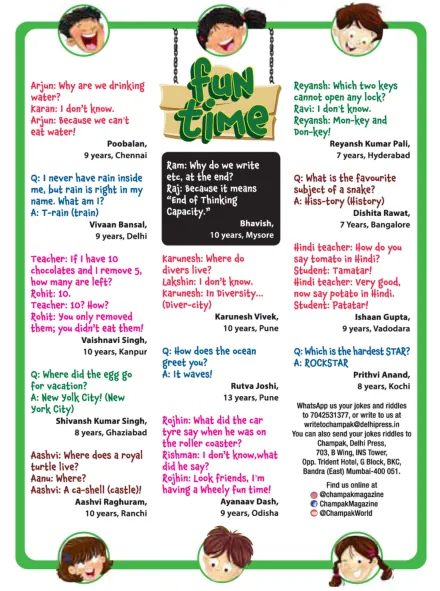 fun
time
Arjun: Why are we drinking
water?
Karan: I don't know.
Arjun: Because we can't
eat water!
Poobalan,
9 years, Chennai
Q: I never have rain inside
me, but rain is right in my
name. What am I?
A: T-rain (train)
Vivaan Bansal,
9 years, Delhi
Teacher: If I have 10
chocolates and I remove 5,
how many are left?
Rohit: 10.
Teacher: 10? How?
Rohit: You only removed
them; you didn't eat them!
Vaishnavi Singh,
10 years, Kanpur
Q: Where did the egg go
for vacation?
A: New Yolk City! (New
York City)
Shivansh Kumar Singh,
8 years, Ghaziabad
Aashvi: Where does a royal
turtle live?
Aanu: Where?
Aashvi: A ca-shell (castle)!
Aashvi Raghuram,
10 years, Ranchi
Ram: Why do we write
etc, at the end?
Raj: Because it means
"End of Thinking
Capacity."
Bhavish,
10 years, Mysore
Karunesh: Where do
divers live?
Lakshin: I don't know.
Karunesh: In Diversity...
(Diver-city)
Karunesh Vivek,
10 years, Pune
Q: How does the ocean
greet you?
A: It waves!
Rutva Joshi,
13 years, Pune
Rojhin: What did the car
tyre say when he was on
the roller coaster?
Rishman: I don't know,what
did he say?
Rojhin: Look friends, I'm
having a Wheely fun time!
Ayanaav Dash,
9 years, Odisha
Reyansh: Which two keys
cannot open any lock?
Ravi: I don't know.
Reyansh: Mon-key and
Don-key!
Reyansh Kumar Pali,
7 years, Hyderabad
Q: What is the favourite
subject of a snake?
A: Hiss-tory (History)
Dishita Rawat,
7 Years, Bangalore
Hindi teacher: How do you
say tomato in Hindi?
Student: Tamatar!
Hindi teacher: Very good,
now say potato in Hindi.
Student: Patatar!
Ishaan Gupta,
9 years, Vadodara
Q: Which is the hardest STAR?
A: ROCKSTAR
Prithvi Anand,
8 years, Kochi
WhatsApp us your jokes and riddles
to 7042531377, or write to us at
writetochampak@delhipress.in
You can also send your jokes and riddles to
Champak, Delhi Press,
703, B Wing, INS Tower,
Opp. Trident Hotel, G Block, BKC,
Bandra (East) Mumbai-400 051.
Find us online at
@champakmagazine
ChampakMagazine
@ChampakWorld